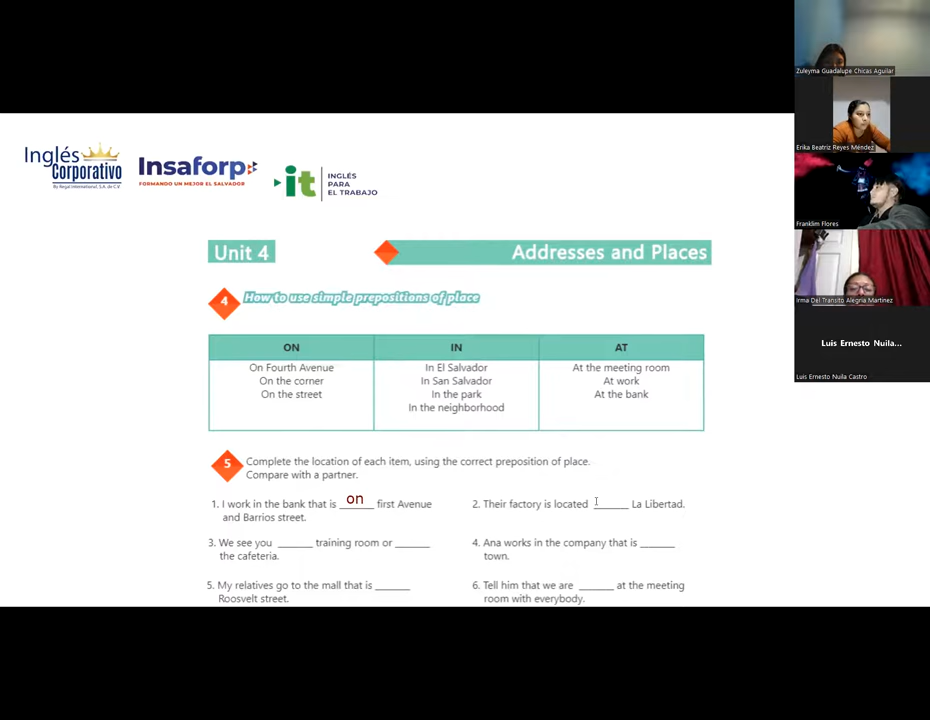 Inglés
Corporativo
By Regal International, S.A. de C.V.
Insaforp
FORMANDO UN MEJOR EL SALVADOR
it
INGLÉS
PARA
EL TRABAJO
Unit 4
Addresses and Places
4 How to use simple prepositions of place
ON IN AT
On Fourth Avenue In El Salvador At the meeting room
On the corner In San Salvador At work
On the street In the park At the bank
In the neighborhood
5 Complete the location of each item, using the correct preposition of place.
Compare with a partner.
1. I work in the bank that is on first Avenue
and Barrios street.
2. Their factory is located ______ La Libertad.
3. We see you ______ training room or ______
the cafeteria.
4. Ana works in the company that is ______
town.
5. My relatives go to the mall that is ______
Roosvelt street.
6. Tell him that we are ______ at the meeting
room with everybody.
Zuleyma Guadalupe Chicas Aguilar
Erika Beatriz Reyes Méndez
Franklim Flores
Irma Del Transito Alegria Martinez
Luis Ernesto Nuila...
Luis Ernesto Nuila Castro